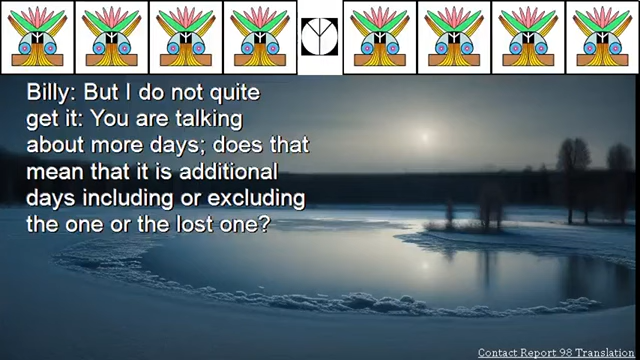 Billy: But I do not quite
get it: You are talking
about more days; does that
mean that it is additional
days including or excluding
the one or the lost one?
Contact Report 98 Translation